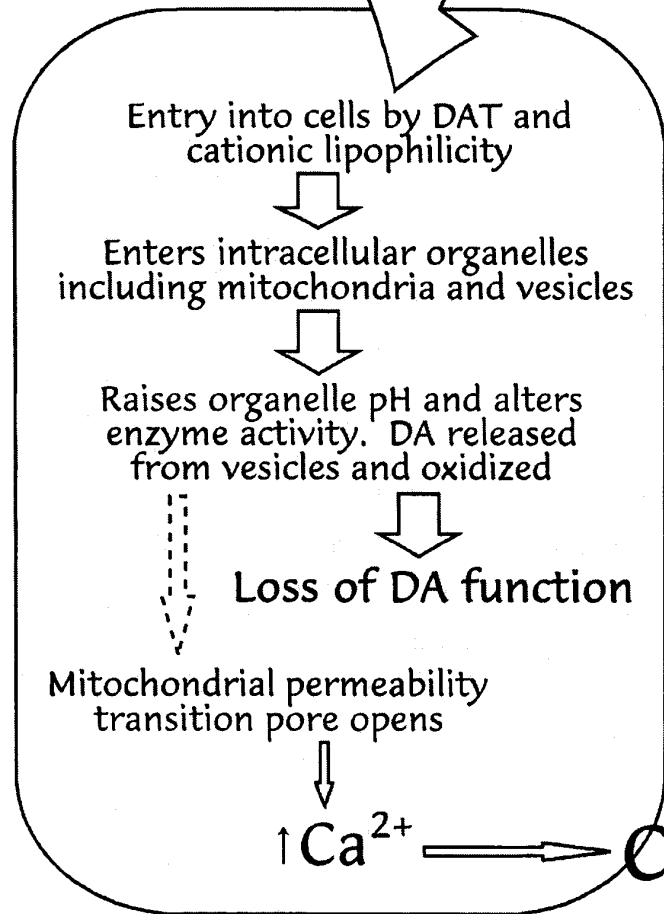 Entry into cells by DAT and
cationic lipophilicity
Enters intracellular organelles
including mitochondria and vesicles
Raises organelle pH and alters
enzyme activity. DA released
from vesicles and oxidized
Loss of DA function
Mitochondrial permeability
transition pore opens
↑Ca²⁺